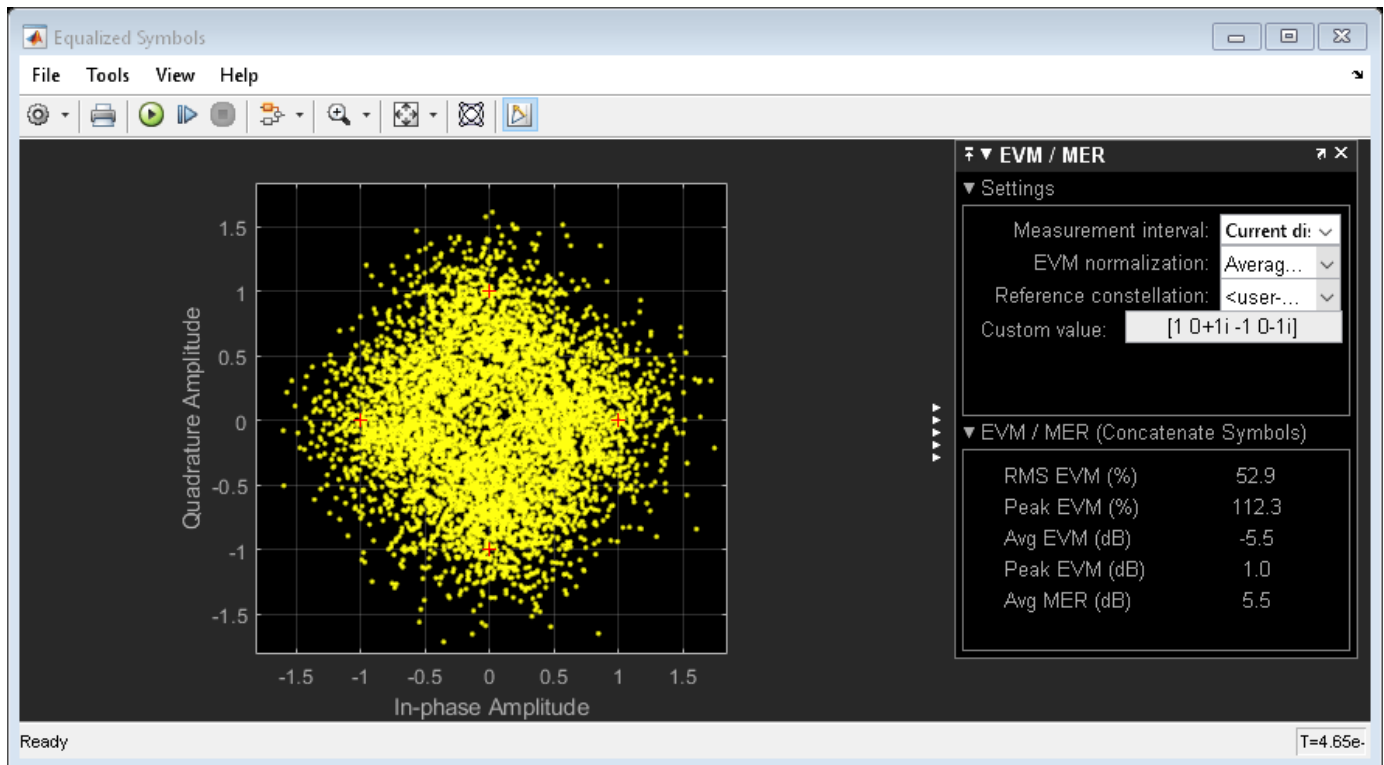 Equalized Symbols
File Tools View Help
EVM / MER
Settings
Measurement interval: Current di:
EVM normalization: Averag...
Reference constellation: <user-...
Custom value: [1 0+1i -1 0-1i]
EVM / MER (Concatenate Symbols)
RMS EVM (%) 52.9
Peak EVM (%) 112.3
Avg EVM (dB) -5.5
Peak EVM (dB) 1.0
Avg MER (dB) 5.5
Quadrature Amplitude
1.5
1
0.5
0
-0.5
-1
-1.5
-1.5 -1 -0.5 0 0.5 1 1.5
In-phase Amplitude
Ready T=4.65e-